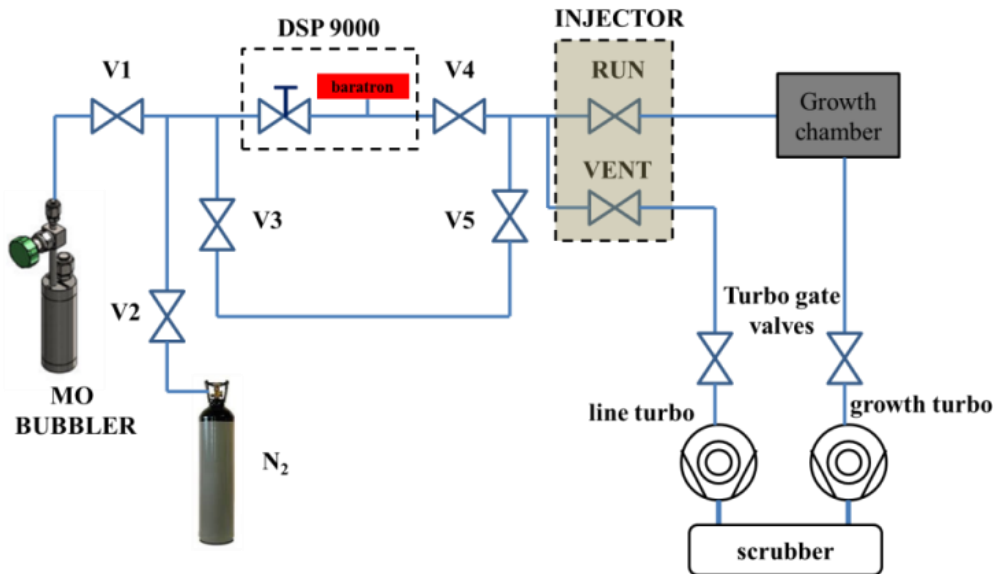 DSP 9000
INJECTOR
V1
baratron
V4
RUN
Growth
chamber
VENT
V3
V5
V2
Turbo gate
valves
MO
BUBBLER
line turbo
growth turbo
N₂
scrubber